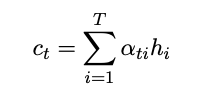 $c_t = \sum_{i=1}^{T} \alpha_{ti} h_i$